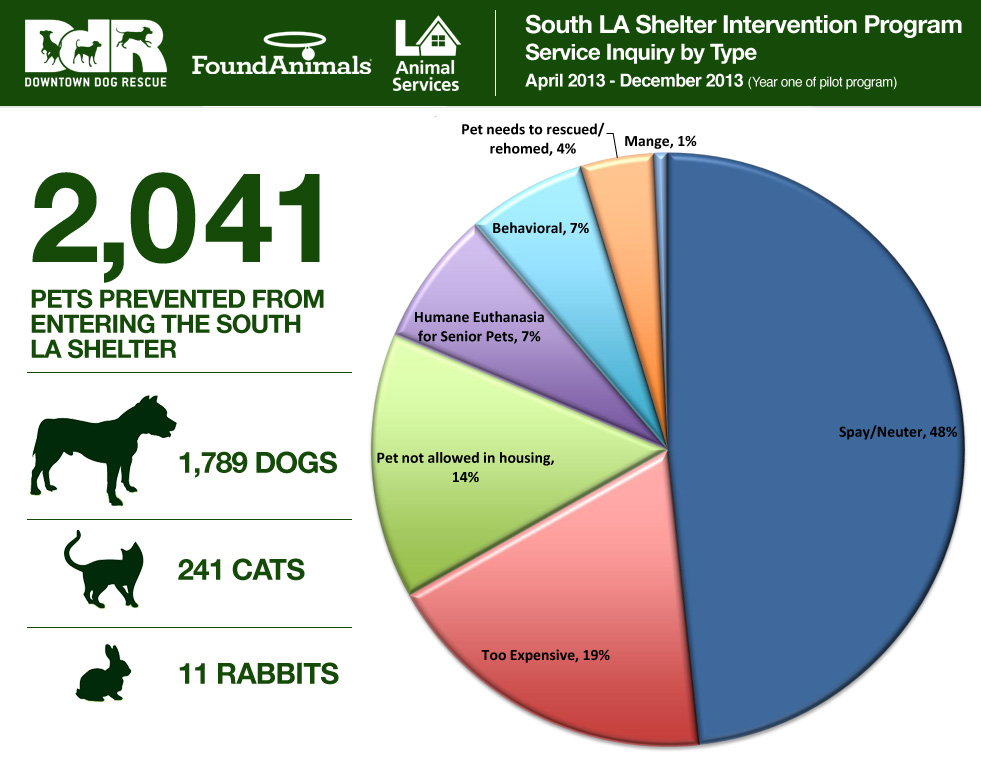 DOWNTOWN DOG RESCUE
FoundAnimals
LA
Animal
Services
South LA Shelter Intervention Program
Service Inquiry by Type
April 2013 - December 2013 (Year one of pilot program)
2,041
PETS PREVENTED FROM
ENTERING THE SOUTH
LA SHELTER
1,789 DOGS
241 CATS
11 RABBITS
Pet needs to rescued/
rehomed, 4%
Mange, 1%
Behavioral, 7%
Humane Euthanasia
for Senior Pets, 7%
Spay/Neuter, 48%
Pet not allowed in housing,
14%
Too Expensive, 19%